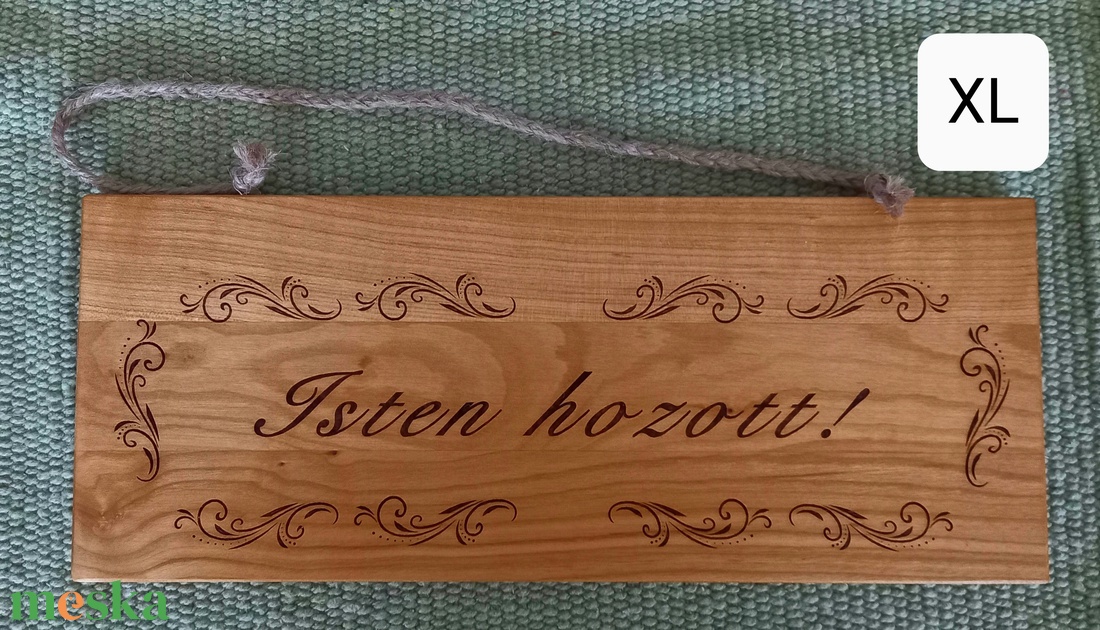 XL
Isten hozott!
meska